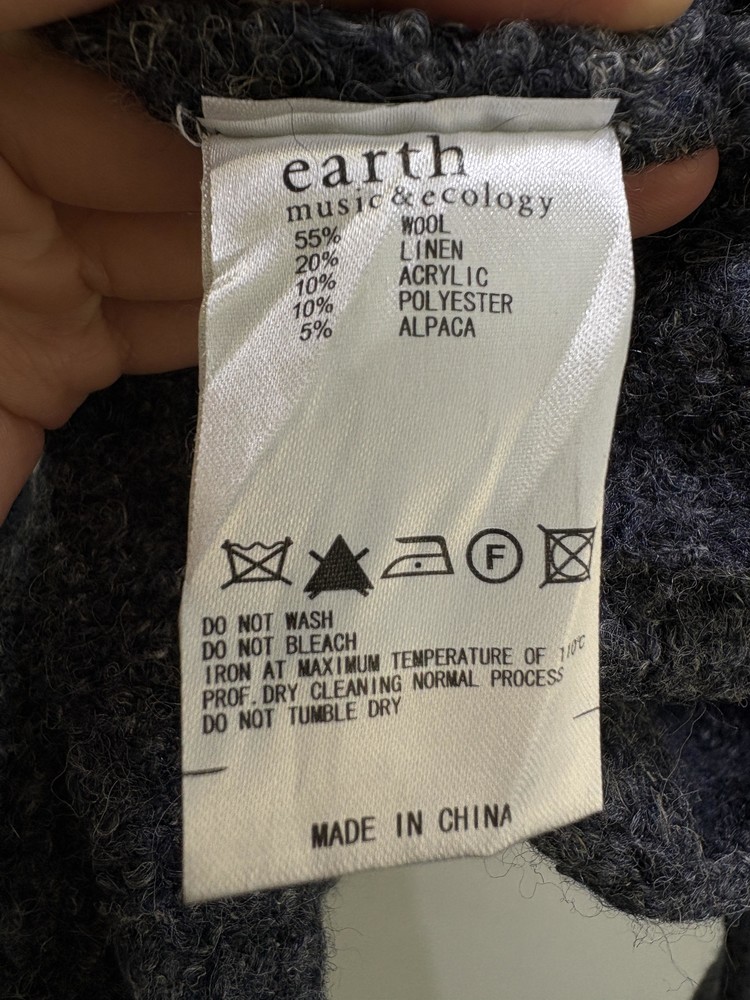 earth
music&ecology
55% WOOL
20% LINEN
10% ACRYLIC
10% POLYESTER
5% ALPACA
F
DO NOT WASH
DO NOT BLEACH
IRON AT MAXIMUM TEMPERATURE OF 110℃
PROF. DRY CLEANING NORMAL PROCESS
DO NOT TUMBLE DRY
MADE IN CHINA